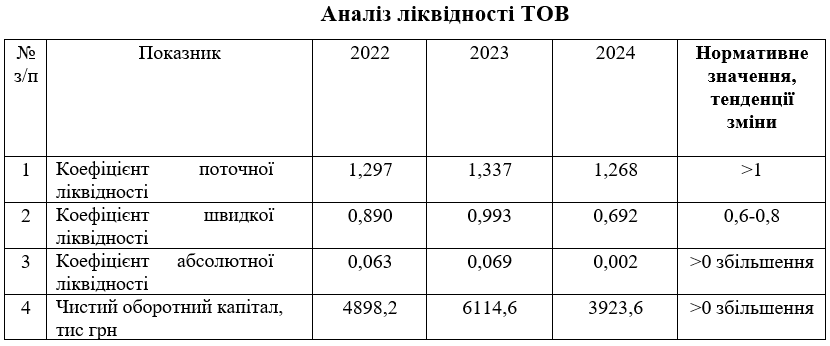 Аналіз ліквідності ТОВ
№ з/п Показник 2022 2023 2024 Нормативне значення, тенденції зміни
1 Коефіцієнт поточної ліквідності 1,297 1,337 1,268 >1
2 Коефіцієнт швидкої ліквідності 0,890 0,993 0,692 0,6-0,8
3 Коефіцієнт абсолютної ліквідності 0,063 0,069 0,002 >0 збільшення
4 Чистий оборотний капітал, тис грн 4898,2 6114,6 3923,6 >0 збільшення